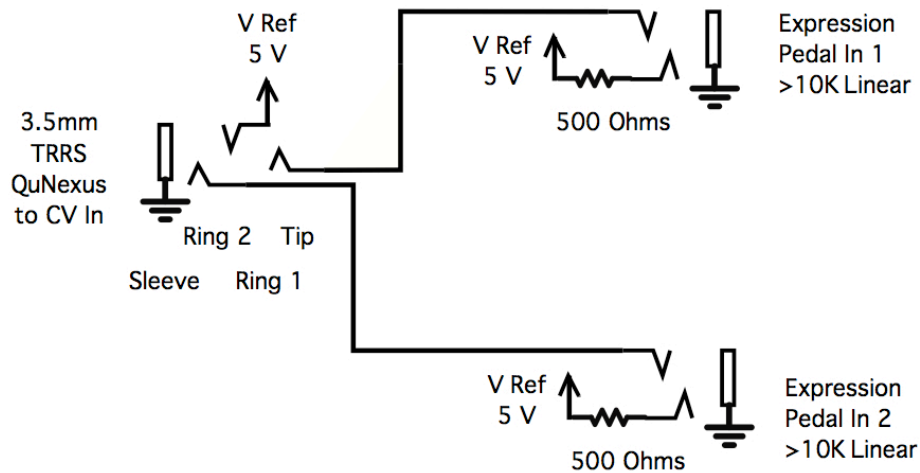 V Ref
5 V
3.5mm
TRRS
QuNexus
to CV In
Ring 2 Tip
Sleeve Ring 1
V Ref
5 V
500 Ohms
Expression
Pedal In 1
>10K Linear
V Ref
5 V
500 Ohms
Expression
Pedal In 2
>10K Linear